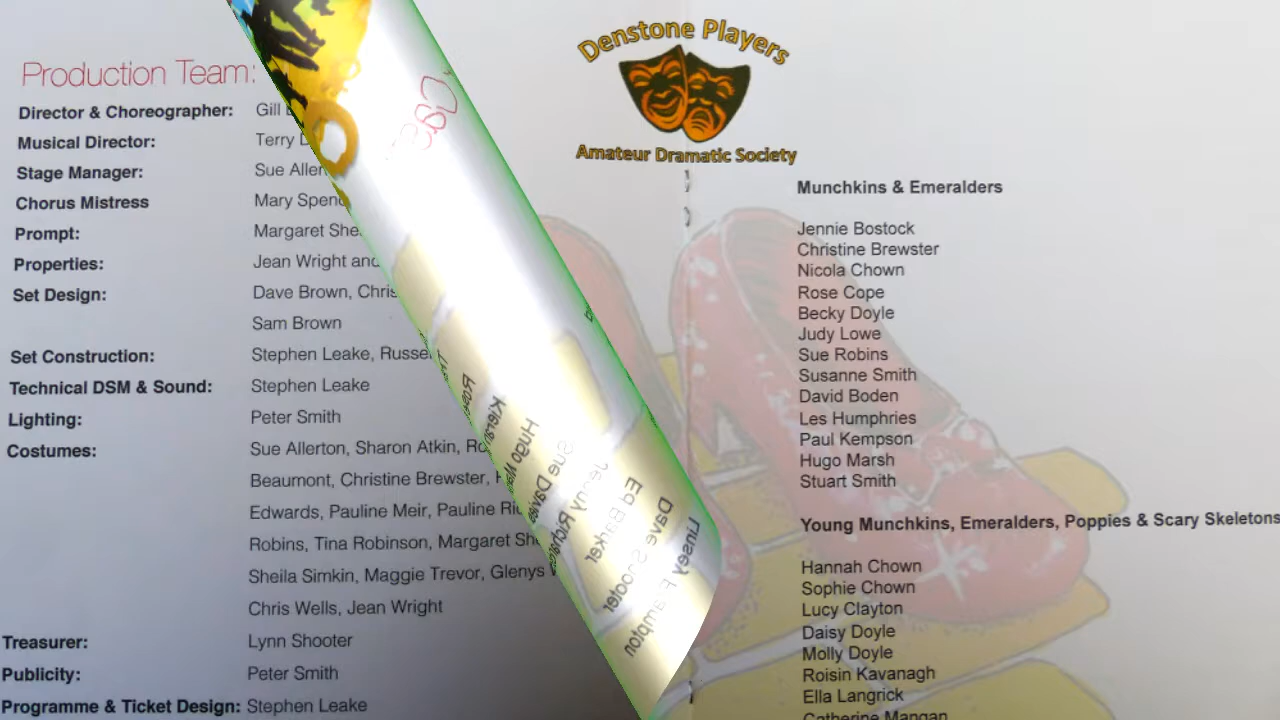 Production Team:
Director & Choreographer: Gill
Musical Director: Terry
Stage Manager: Sue
Chorus Mistress Mary
Prompt: Margaret
Properties: Jean Wright and
Set Design: Dave Brown,
Sam Brown
Set Construction: Stephen Leake,
Technical DSM & Sound: Stephen Leake
Lighting: Peter Smith
Costumes: Sue Allerton, Sharon Atkin,
Beaumont, Christine Brewster,
Edwards, Pauline Meir, Pauline
Robins, Tina Robinson, Margaret
Sheila Simkin, Maggie Trevor, Glenys
Chris Wells, Jean Wright
Treasurer: Lynn Shooter
Publicity: Peter Smith
Programme & Ticket Design: Stephen Leake
Hugo
Sue Davies
Jenny
Ed Barker
Dave Shooter
Linsey Frampton
Denstone Players
Amateur Dramatic Society
Munchkins & Emeralders
Jennie Bostock
Christine Brewster
Nicola Chown
Rose Cope
Becky Doyle
Judy Lowe
Sue Robins
Susanne Smith
David Boden
Les Humphries
Paul Kempson
Hugo Marsh
Stuart Smith
Young Munchkins, Emeralders, Poppies & Scary Skeletons
Hannah Chown
Sophie Chown
Lucy Clayton
Daisy Doyle
Molly Doyle
Roisin Kavanagh
Ella Langrick
Catherine Mangan